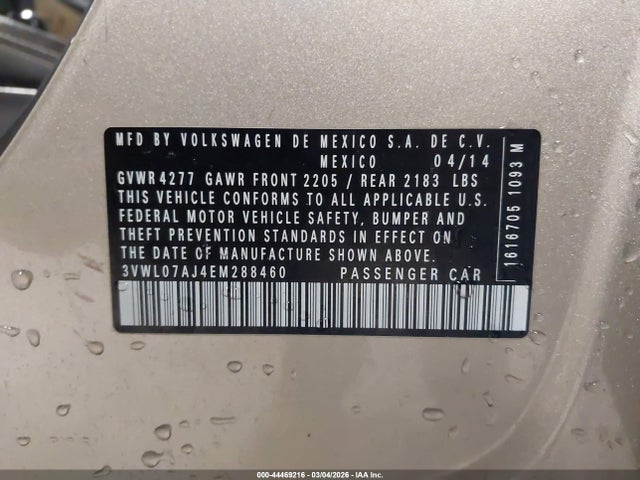 MFD BY VOLKSWAGEN DE MEXICO S.A. DE C.V.
MEXICO 04/14
GVWR 4277 GAWR FRONT 2205 / REAR 2183 LBS
THIS VEHICLE CONFORMS TO ALL APPLICABLE U.S.
FEDERAL MOTOR VEHICLE SAFETY, BUMPER AND
THEFT PREVENTION STANDARDS IN EFFECT ON
THE DATE OF MANUFACTURE SHOWN ABOVE.
3VWL07AJ4EM288460 PASSENGER CAR
1616705 1093 M
000-44469216 - 03/04/2026 - IAA Inc.